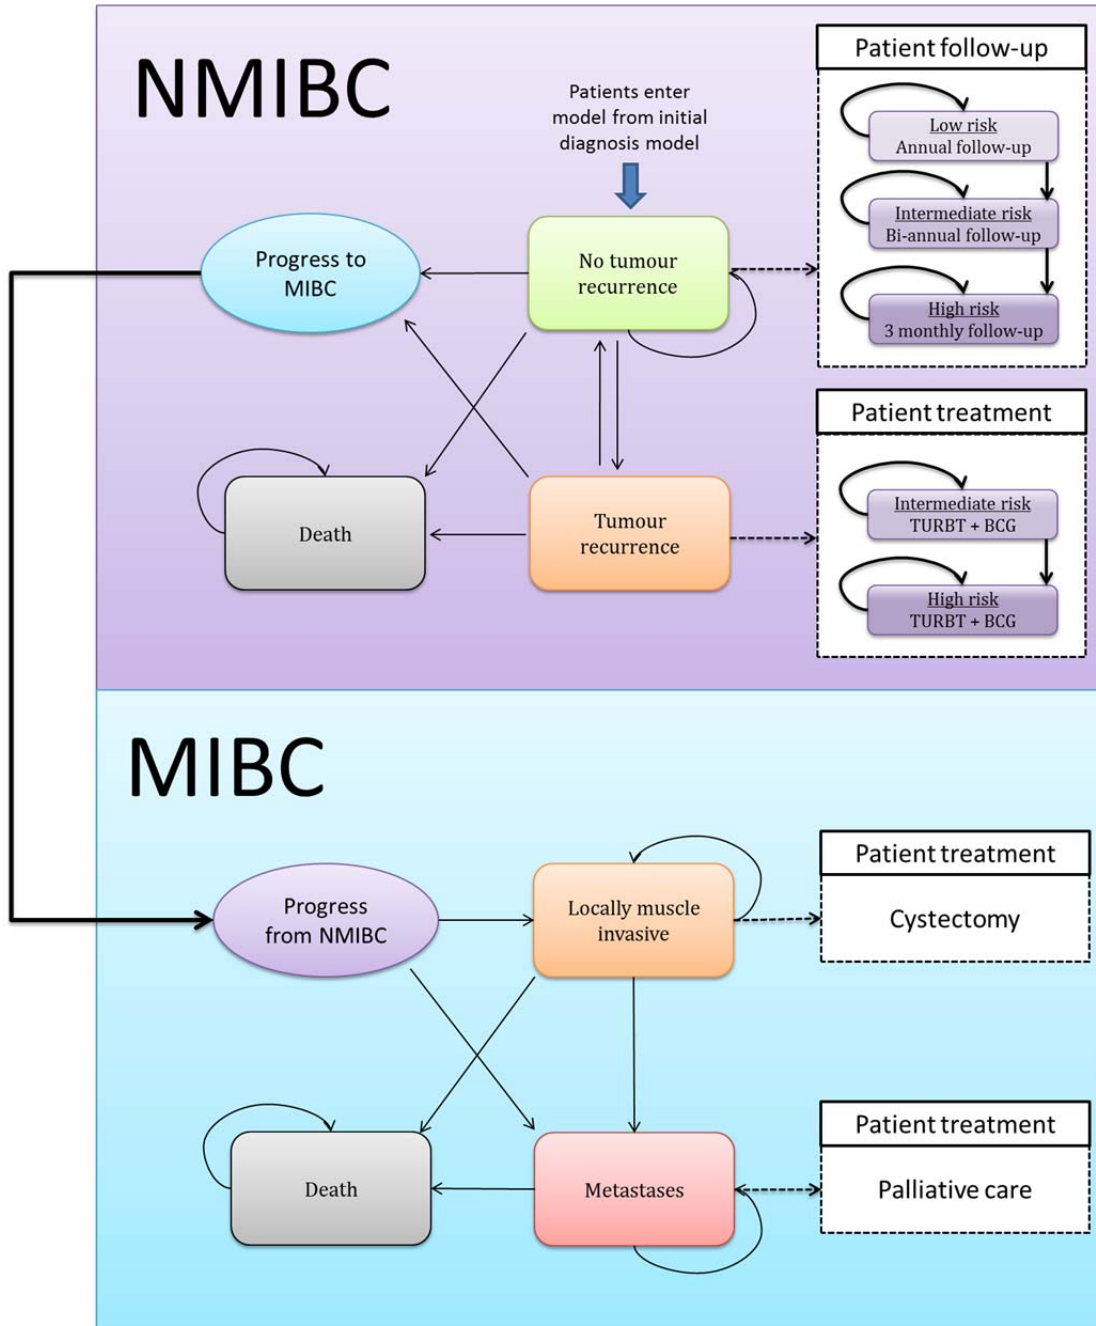 NMIBC
Patients enter
model from initial
diagnosis model
Patient follow-up
Low risk
Annual follow-up
Intermediate risk
Bi-annual follow-up
High risk
3 monthly follow-up
Progress to
MIBC
No tumour
recurrence
Patient treatment
Intermediate risk
TURBT + BCG
High risk
TURBT + BCG
Death
Tumour
recurrence
MIBC
Progress
from NMIBC
Locally muscle
invasive
Patient treatment
Cystectomy
Death
Metastases
Patient treatment
Palliative care